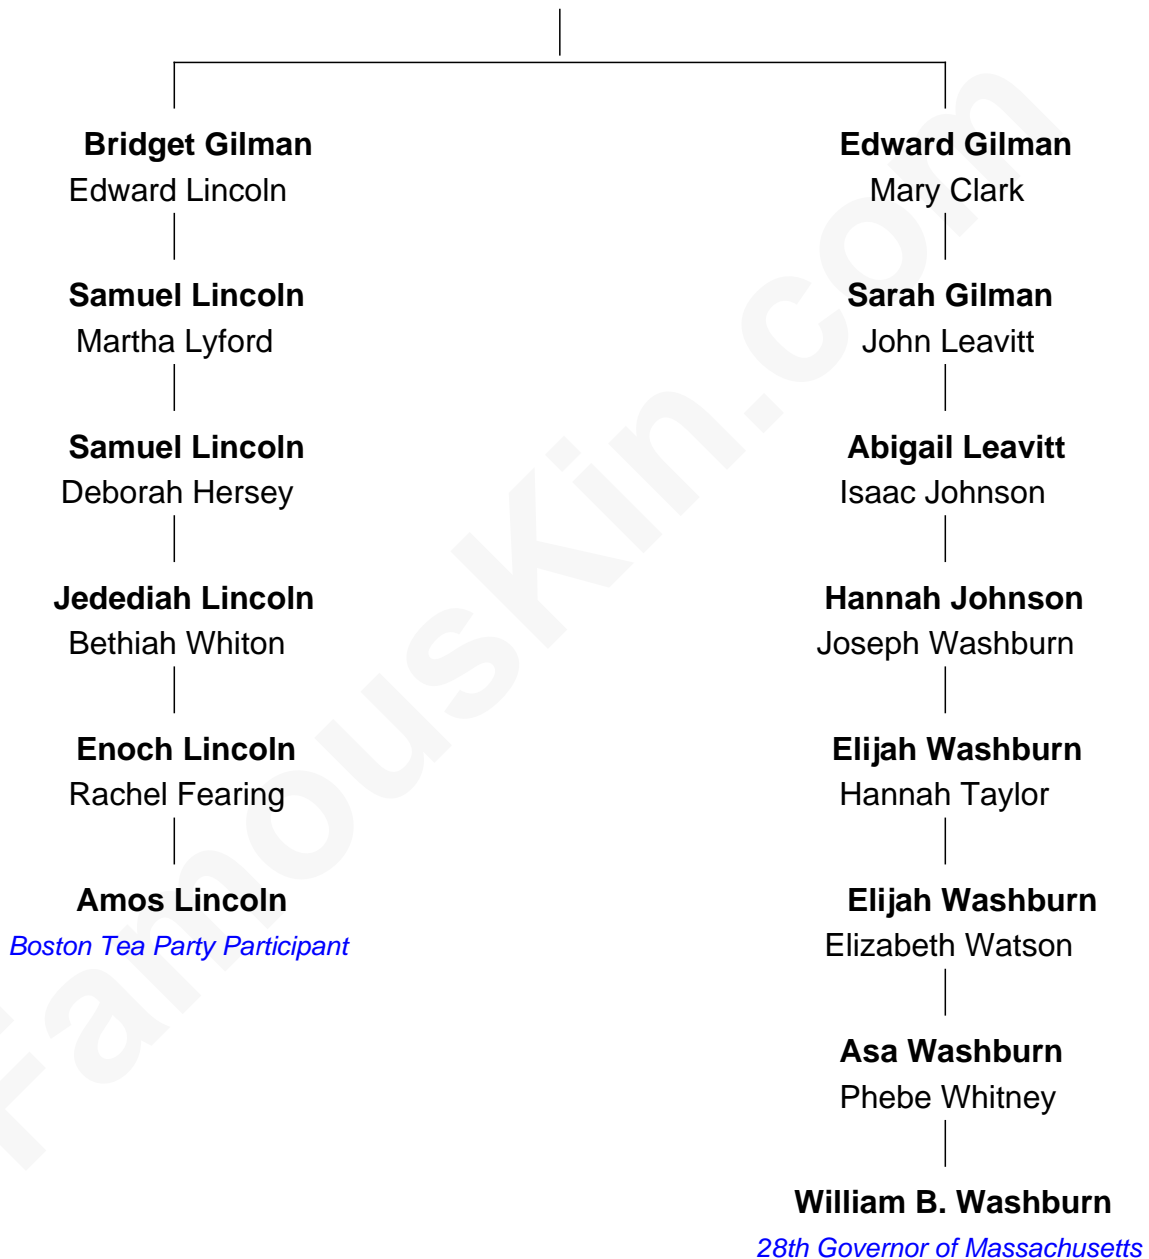 Bridget Gilman
Edward Lincoln
Samuel Lincoln
Martha Lyford
Samuel Lincoln
Deborah Hersey
Jedediah Lincoln
Bethiah Whiton
Enoch Lincoln
Rachel Fearing
Amos Lincoln
Boston Tea Party Participant
Edward Gilman
Mary Clark
Sarah Gilman
John Leavitt
Abigail Leavitt
Isaac Johnson
Hannah Johnson
Joseph Washburn
Elijah Washburn
Hannah Taylor
Elijah Washburn
Elizabeth Watson
Asa Washburn
Phebe Whitney
William B. Washburn
28th Governor of Massachusetts
FamousKin.com